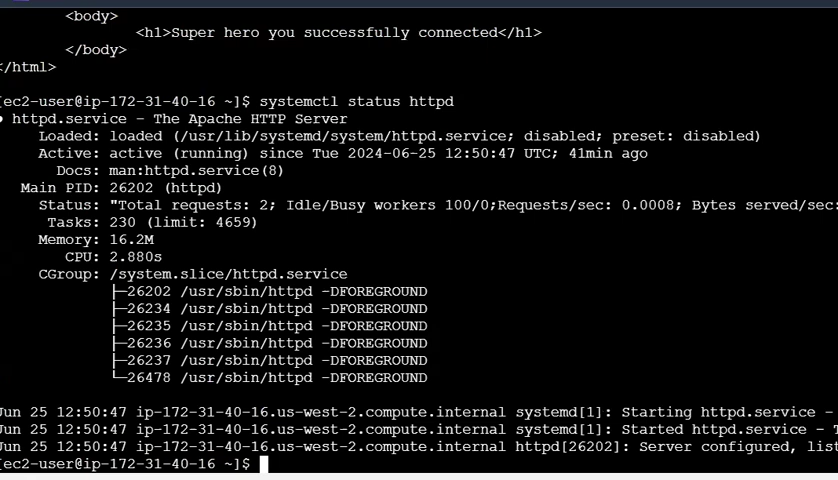 <body>
<h1>Super hero you successfully connected</h1>
</body>
</html>
[ec2-user@ip-172-31-40-16 ~]$ systemctl status httpd
● httpd.service - The Apache HTTP Server
Loaded: loaded (/usr/lib/systemd/system/httpd.service; disabled; preset: disabled)
Active: active (running) since Tue 2024-06-25 12:50:47 UTC; 41min ago
Docs: man:httpd.service(8)
Main PID: 26202 (httpd)
Status: "Total requests: 2; Idle/Busy workers 100/0;Requests/sec: 0.0008; Bytes served/sec:
Tasks: 230 (limit: 4659)
Memory: 16.2M
CPU: 2.880s
CGroup: /system.slice/httpd.service
├─26202 /usr/sbin/httpd -DFOREGROUND
├─26234 /usr/sbin/httpd -DFOREGROUND
├─26235 /usr/sbin/httpd -DFOREGROUND
├─26236 /usr/sbin/httpd -DFOREGROUND
├─26237 /usr/sbin/httpd -DFOREGROUND
└─26478 /usr/sbin/httpd -DFOREGROUND
Jun 25 12:50:47 ip-172-31-40-16.us-west-2.compute.internal systemd[1]: Starting httpd.service -
Jun 25 12:50:47 ip-172-31-40-16.us-west-2.compute.internal systemd[1]: Started httpd.service - T
Jun 25 12:50:47 ip-172-31-40-16.us-west-2.compute.internal httpd[26202]: Server configured, list
[ec2-user@ip-172-31-40-16 ~]$